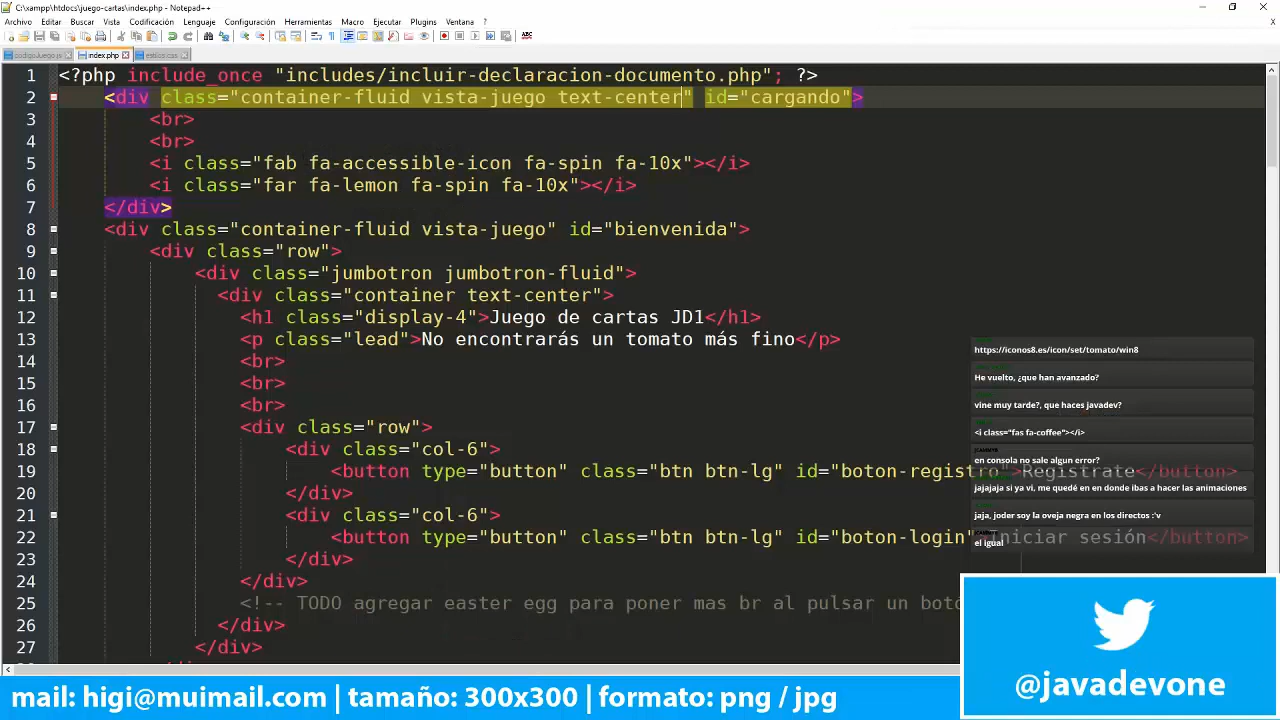 C:\xampp\htdocs\juego-cartas\index.php - Notepad++
Archivo Editar Buscar Vista Codificación Lenguaje Configuración Herramientas Macro Ejecutar Plugins Ventana ?
codigoJuego.js index.php estilos.css
1 <?php include_once "includes/incluir-declaracion-documento.php"; ?>
2 <div class="container-fluid vista-juego text-center" id="cargando">
3 <br>
4 <br>
5 <i class="fab fa-accessible-icon fa-spin fa-10x"></i>
6 <i class="far fa-lemon fa-spin fa-10x"></i>
7 </div>
8 <div class="container-fluid vista-juego" id="bienvenida">
9 <div class="row">
10 <div class="jumbotron jumbotron-fluid">
11 <div class="container text-center">
12 <h1 class="display-4">Juego de cartas JD1</h1>
13 <p class="lead">No encontrarás un tomato más fino</p>
14 <br>
15 <br>
16 <br>
17 <div class="row">
18 <div class="col-6">
19 <button type="button" class="btn btn-lg" id="boton-registro">Regístrate</button>
20 </div>
21 <div class="col-6">
22 <button type="button" class="btn btn-lg" id="boton-login">Iniciar sesión</button>
23 </div>
24 </div>
25 <!-- TODO agregar easter egg para poner mas br al pulsar un botó
26 </div>
27 </div>
https://iconos8.es/icon/set/tomato/win8
He vuelto, ¿que han avanzado?
vine muy tarde?, que haces javadev?
<i class="fas fa-coffee"></i>
en consola no sale algun error?
jajajaja si ya vi, me quedé en en donde ibas a hacer las animaciones
jaja, joder soy la oveja negra en los directos :'v
el igual
@javadevone
mail: higi@muimail.com | tamaño: 300x300 | formato: png / jpg